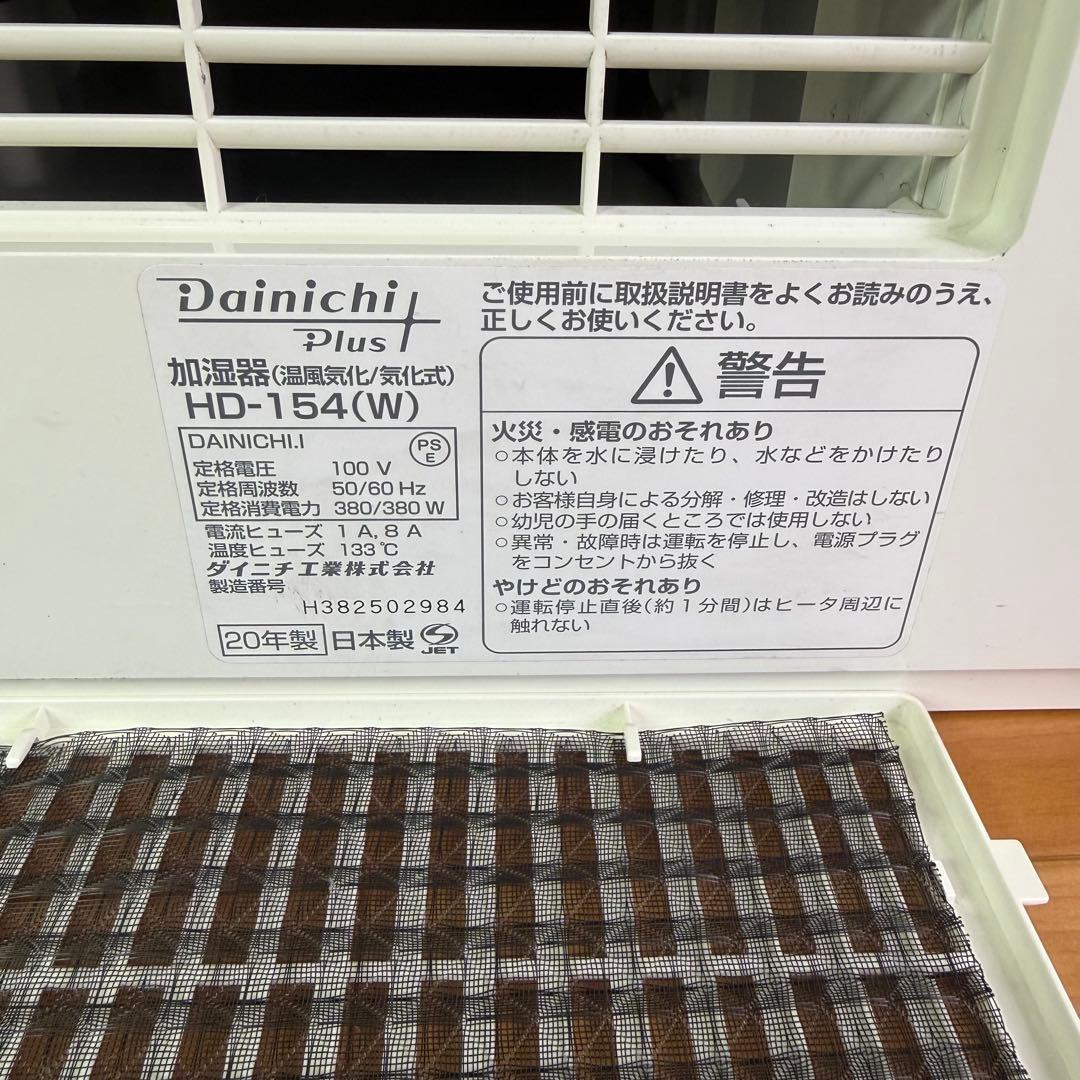 Dainichi
Plus
加湿器(温風気化/気化式)
HD-154(W)
DAINICHI.I
PS
E
定格電圧 100 V
定格周波数 50/60 Hz
定格消費電力 380/380 W
電流ヒューズ 1 A, 8 A
温度ヒューズ 133℃
ダイニチ工業株式会社
製造番号
H382502984
20年製 日本製 JET
ご使用前に取扱説明書をよくお読みのうえ、
正しくお使いください。
警告
火災・感電のおそれあり
○本体を水に浸けたり、水などをかけたり
しない
○お客様自身による分解・修理・改造はしない
○幼児の手の届くところでは使用しない
○異常・故障時は運転を停止し、電源プラグ
をコンセントから抜く
やけどのおそれあり
○運転停止直後(約1分間)はヒータ周辺に
触れない